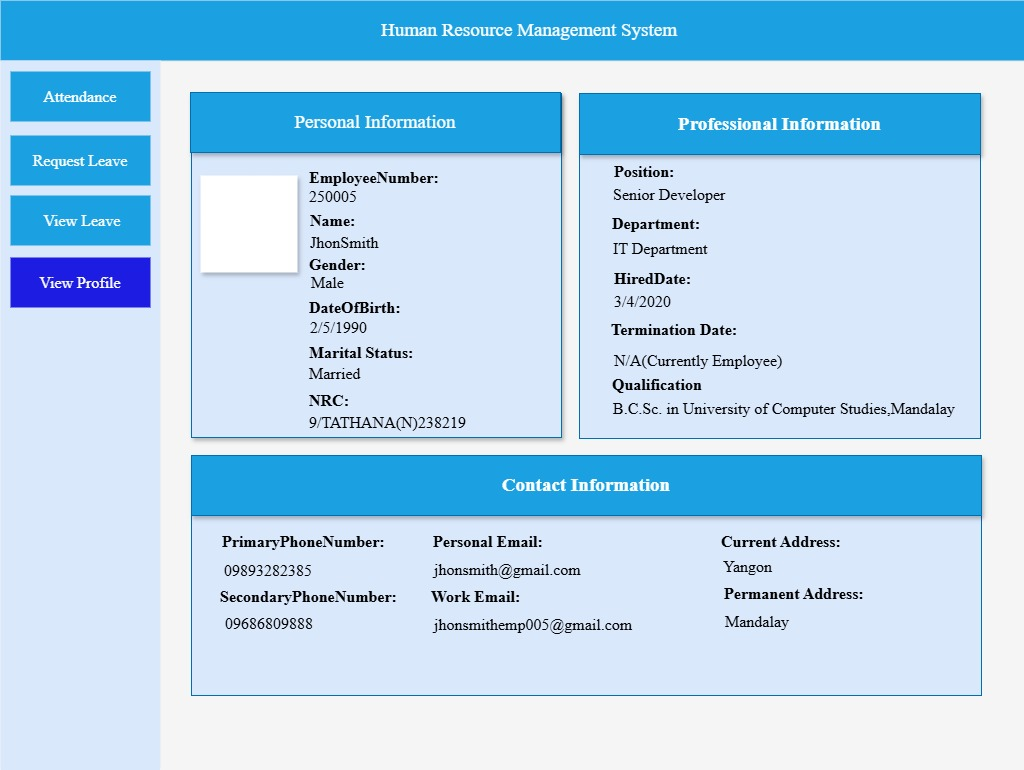 Human Resource Management System
Attendance
Request Leave
View Leave
View Profile
Personal Information
EmployeeNumber:
250005
Name:
JhonSmith
Gender:
Male
DateOfBirth:
2/5/1990
Marital Status:
Married
NRC:
9/TATHANA(N)238219
Professional Information
Position:
Senior Developer
Department:
IT Department
HiredDate:
3/4/2020
Termination Date:
N/A(Currently Employee)
Qualification
B.C.Sc. in University of Computer Studies,Mandalay
Contact Information
PrimaryPhoneNumber:
09893282385
SecondaryPhoneNumber:
09686809888
Personal Email:
jhonsmith@gmail.com
Work Email:
jhonsmithemp005@gmail.com
Current Address:
Yangon
Permanent Address:
Mandalay